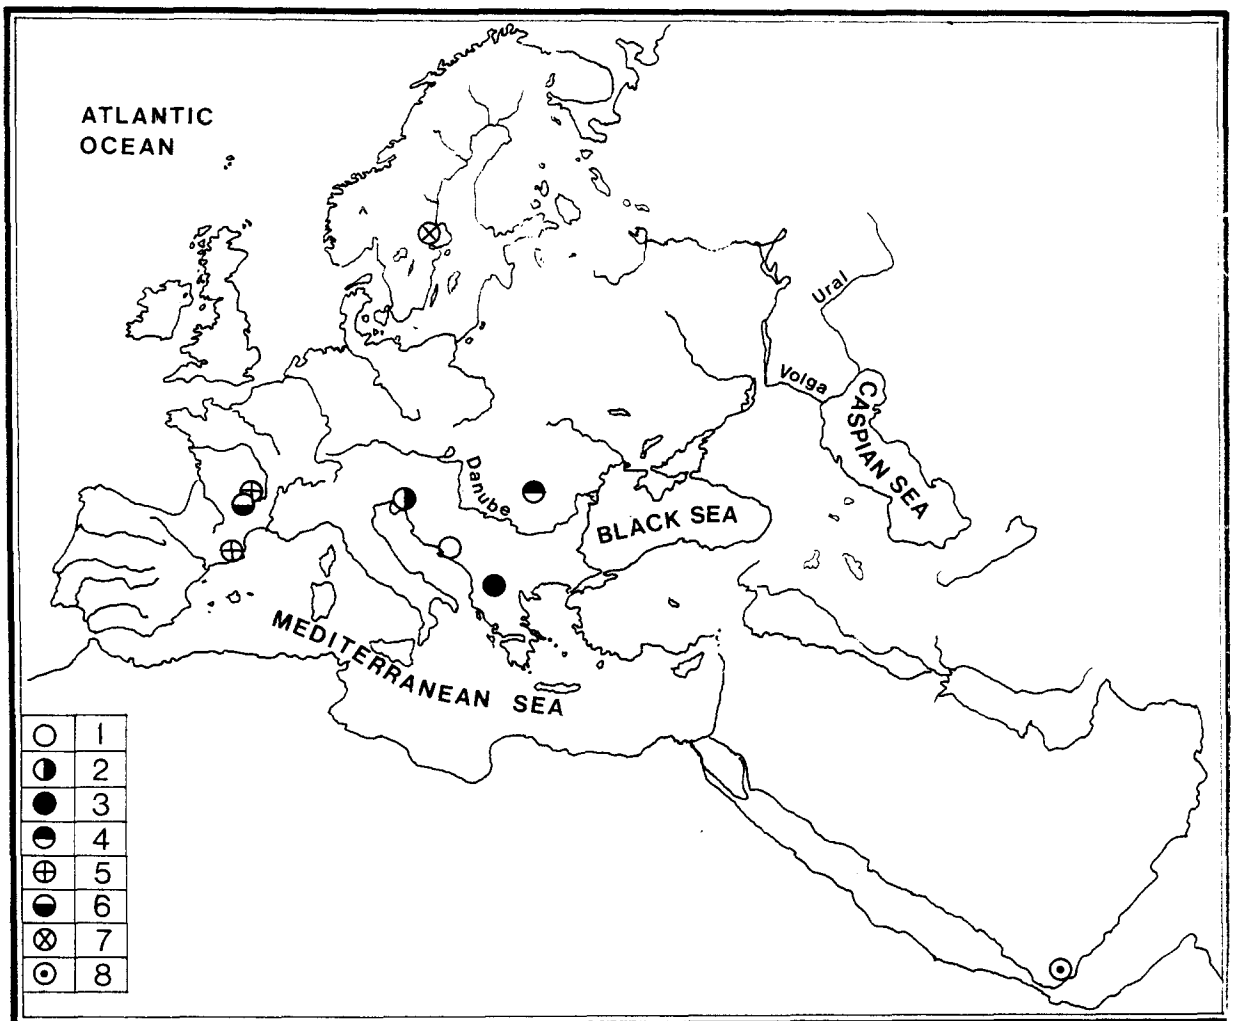 ATLANTIC
OCEAN
Ural
Volga
CASPIAN SEA
Danube
BLACK SEA
MEDITERRANEAN SEA
1
2
3
4
5
6
7
8